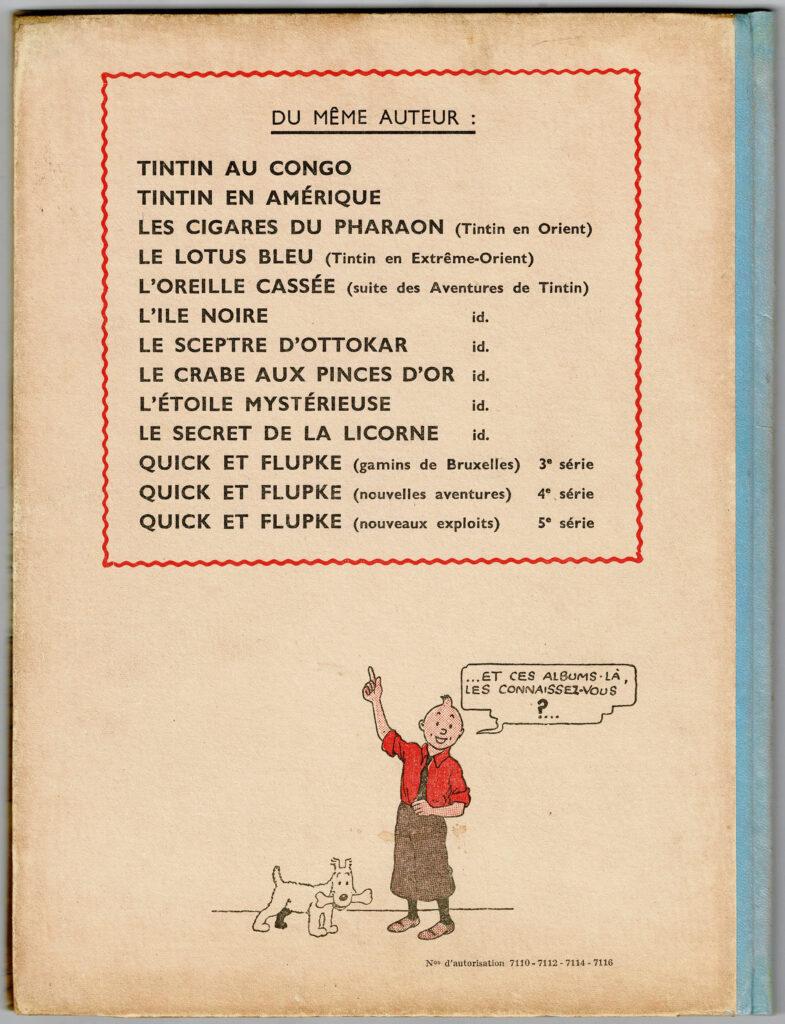 DU MÊME AUTEUR :
TINTIN AU CONGO
TINTIN EN AMÉRIQUE
LES CIGARES DU PHARAON (Tintin en Orient)
LE LOTUS BLEU (Tintin en Extrême-Orient)
L'OREILLE CASSÉE (suite des Aventures de Tintin)
L'ILE NOIRE id.
LE SCEPTRE D'OTTOKAR id.
LE CRABE AUX PINCES D'OR id.
L'ÉTOILE MYSTÉRIEUSE id.
LE SECRET DE LA LICORNE id.
QUICK ET FLUPKE (gamins de Bruxelles) 3e série
QUICK ET FLUPKE (nouvelles aventures) 4e série
QUICK ET FLUPKE (nouveaux exploits) 5e série
...ET CES ALBUMS-LÀ,
LES CONNAISSEZ-VOUS
?...
Nos d'autorisation 7110 - 7112 - 7114 - 7116